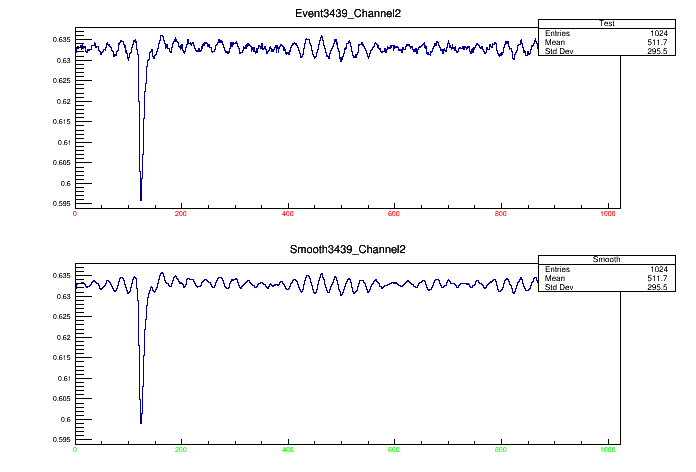 Event3439_Channel2
Test
Entries 1024
Mean 511.7
Std Dev 295.5
0.635
0.63
0.625
0.62
0.615
0.61
0.605
0.6
0.595
0 200 400 600 800 1000
Smooth3439_Channel2
Smooth
Entries 1024
Mean 511.7
Std Dev 295.5
0.635
0.63
0.625
0.62
0.615
0.61
0.605
0.6
0.595
0 200 400 600 800 1000